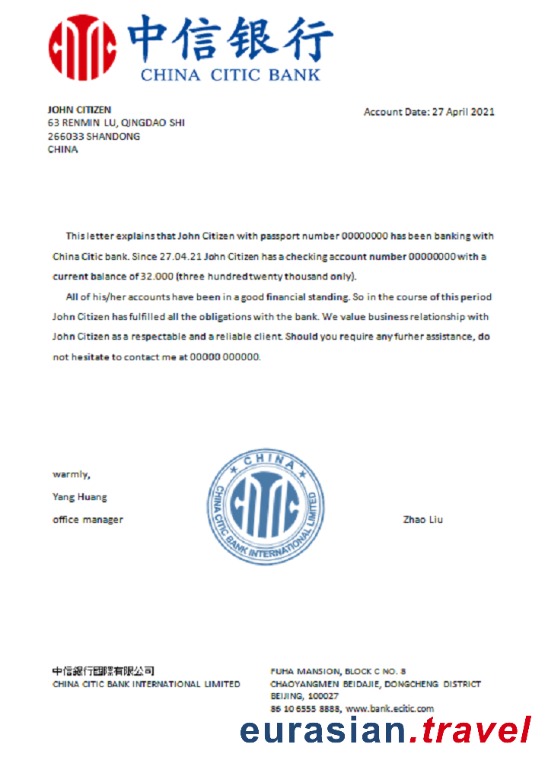 中信银行
CHINA CITIC BANK
JOHN CITIZEN
63 RENMIN LU, QINGDAO SHI
266033 SHANDONG
CHINA
Account Date: 27 April 2021
This letter explains that John Citizen with passport number 00000000 has been banking with
China Citic bank. Since 27.04.21 John Citizen has a checking account number 00000000 with a
current balance of 32.000 (three hundred twenty thousand only).
All of his/her accounts have been in a good financial standing. So in the course of this period
John Citizen has fulfilled all the obligations with the bank. We value business relationship with
John Citizen as a respectable and a reliable client. Should you require any furher assistance, do
not hesitate to contact me at 00000 000000.
warmly,
Yang Huang
office manager
CHINA
CITIC
CHINA CITIC BANK INTERNATIONAL LIMITED
Zhao Liu
中信銀行國際有限公司
CHINA CITIC BANK INTERNATIONAL LIMITED
FUHA MANSION, BLOCK C NO. 8
CHAOYANGMEN BEIDAJIE, DONGCHENG DISTRICT
BEIJING, 100027
86 10 6555 8888, www.bank.ecitic.com
eurasian.travel